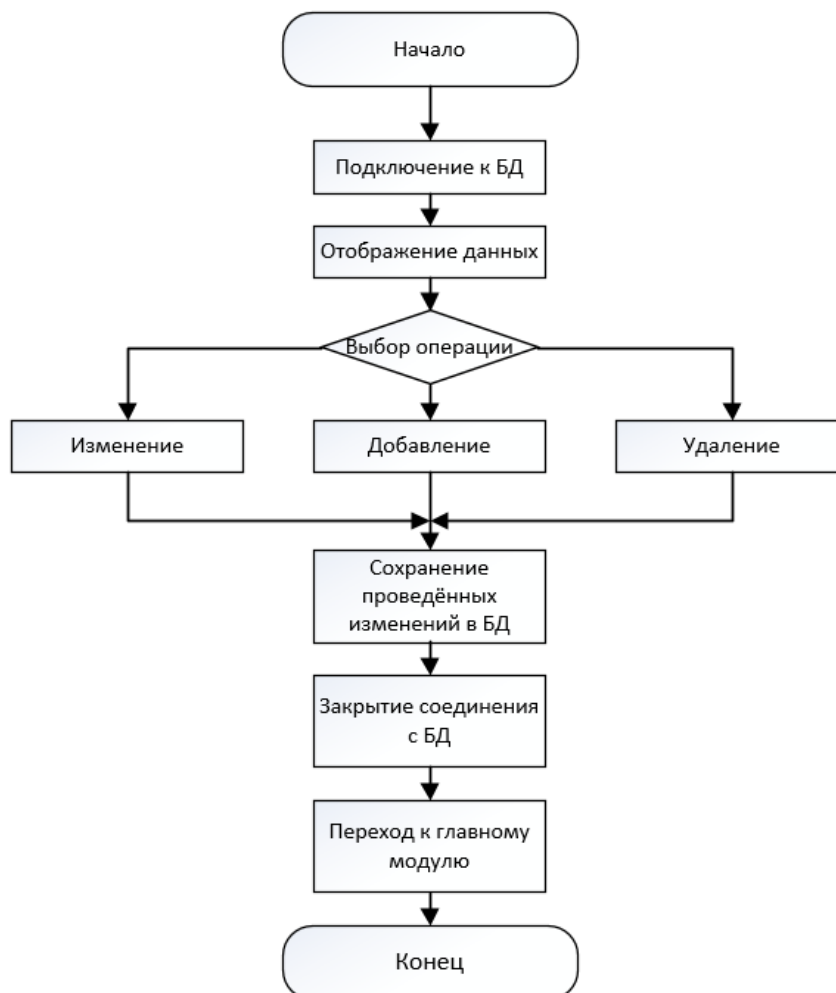 Начало
Подключение к БД
Отображение данных
Выбор операции
Изменение
Добавление
Удаление
Сохранение
проведённых
изменений в БД
Закрытие соединения
с БД
Переход к главному
модулю
Конец